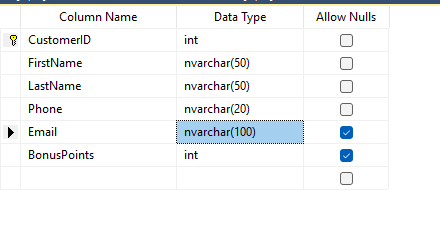 Column Name Data Type Allow Nulls
CustomerID int
FirstName nvarchar(50)
LastName nvarchar(50)
Phone nvarchar(20)
Email nvarchar(100)
BonusPoints int